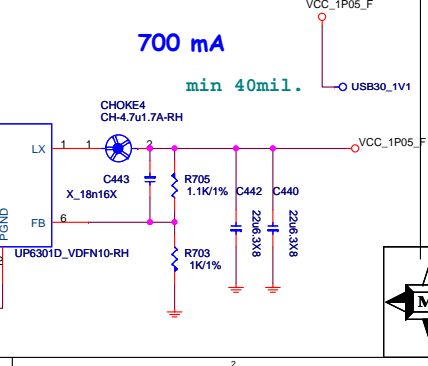 VCC_1P05_F
700 mA
min 40mil.
USB30_1V1
CHOKE4
CH-4.7u1.7A-RH
LX
1
1
2
VCC_1P05_F
C443
X_18n16X
R705
1.1K/1%
C442
C440
22u6.3X8
22u6.3X8
FB
6
PGND
UP6301D_VDFN10-RH
R703
1K/1%
M
2